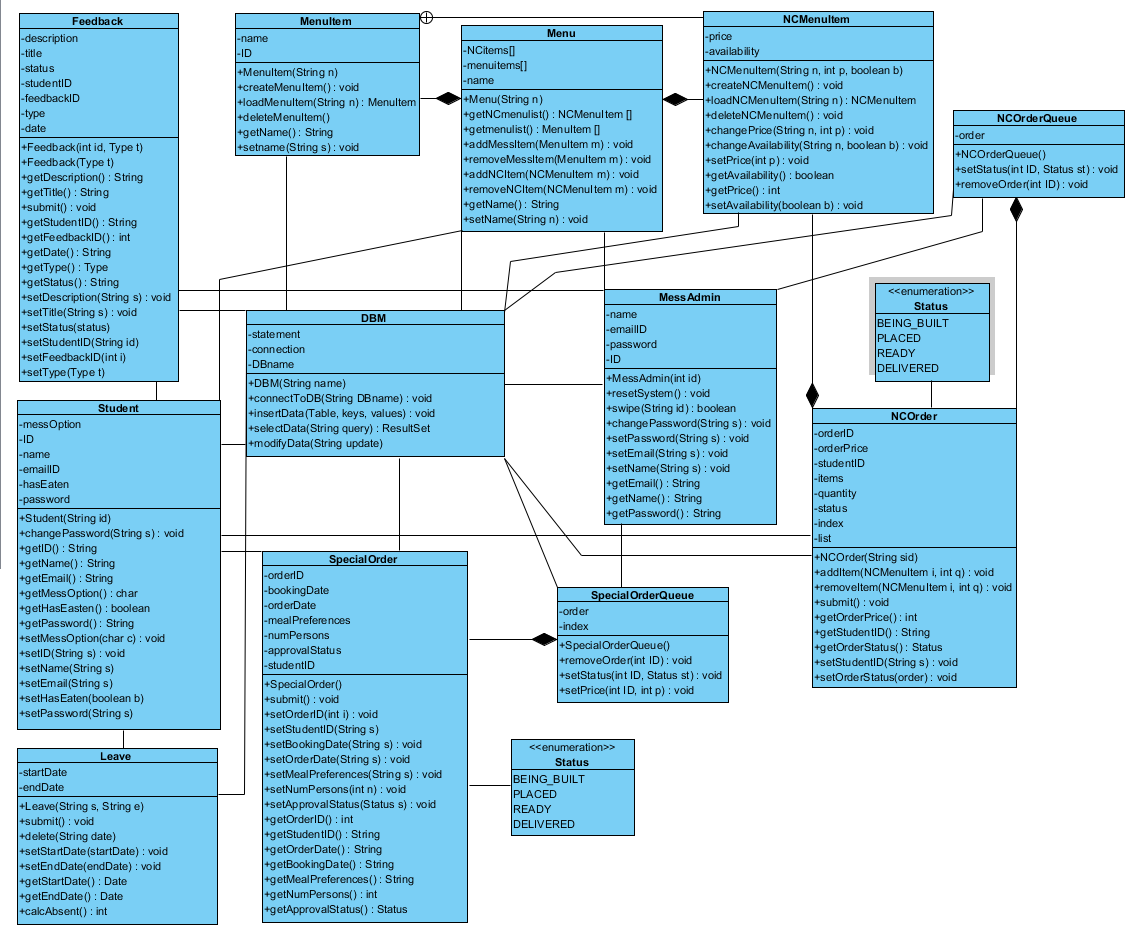 Feedback
-description
-title
-status
-studentID
-feedbackID
-type
-date
+Feedback(int id, Type t)
+Feedback(Type t)
+getDescription() : String
+getTitle() : String
+submit() : void
+getStudentID() : String
+getFeedbackID() : int
+getDate() : String
+getType() : Type
+getStatus() : String
+setDescription(String s) : void
+setTitle(String s) : void
+setStatus(status)
+setStudentID(String id)
+setFeedbackID(int i)
+setType(Type t)
MenuItem
-name
-ID
+MenuItem(String n)
+createMenuItem() : void
+loadMenuItem(String n) : MenuItem
+deleteMenuItem()
+getName() : String
+setname(String s) : void
Menu
-NCitems[]
-menuitems[]
-name
+Menu(String n)
+getNCmenulist() : NCMenuItem []
+getmenulist() : MenuItem []
+addMessItem(MenuItem m) : void
+removeMessItem(MenuItem m) : void
+addNCItem(NCMenuItem m) : void
+removeNCItem(NCMenuItem m) : void
+getName() : String
+setName(String n) : void
NCMenuItem
-price
-availability
+NCMenuItem(String n, int p, boolean b)
+createNCMenuItem() : void
+loadNCMenuItem(String n) : NCMenuItem
+deleteNCMenuItem() : void
+changePrice(String n, int p) : void
+changeAvailability(String n, boolean b) : void
+setPrice(int p) : void
+getAvailability() : boolean
+getPrice() : int
+setAvailability(boolean b) : void
NCOrderQueue
-order
+NCOrderQueue()
+setStatus(int ID, Status st) : void
+removeOrder(int ID) : void
DBM
-statement
-connection
-DBname
+DBM(String name)
+connectToDB(String DBname) : void
+insertData(Table, keys, values) : void
+selectData(String query) : ResultSet
+modifyData(String update)
MessAdmin
-name
-emailID
-password
-ID
+MessAdmin(int id)
+resetSystem() : void
+swipe(String id) : boolean
+changePassword(String s) : void
+setPassword(String s) : void
+setEmail(String s) : void
+setName(String s) : void
+getEmail() : String
+getName() : String
+getPassword() : String
<<enumeration>>
Status
BEING_BUILT
PLACED
READY
DELIVERED
Student
-messOption
-ID
-name
-emailID
-hasEaten
-password
+Student(String id)
+changePassword(String s) : void
+getID() : String
+getName() : String
+getEmail() : String
+getMessOption() : char
+getHasEasten() : boolean
+getPassword() : String
+setMessOption(char c) : void
+setID(String s) : void
+setName(String s)
+setEmail(String s)
+setHasEaten(boolean b)
+setPassword(String s)
NCOrder
-orderID
-orderPrice
-studentID
-items
-quantity
-status
-index
-list
+NCOrder(String sid)
+addItem(NCMenuItem i, int q) : void
+removeItem(NCMenuItem i, int q) : void
+submit() : void
+getOrderPrice() : int
+getStudentID() : String
+getOrderStatus() : Status
+setStudentID(String s) : void
+setOrderStatus(order) : void
SpecialOrder
-orderID
-bookingDate
-orderDate
-mealPreferences
-numPersons
-approvalStatus
-studentID
+SpecialOrder()
+submit() : void
+setOrderID(int i) : void
+setStudentID(String s)
+setBookingDate(String s) : void
+setOrderDate(String s) : void
+setMealPreferences(String s) : void
+setNumPersons(int n) : void
+setApprovalStatus(Status s) : void
+getOrderID() : int
+getStudentID() : String
+getOrderDate() : String
+getBookingDate() : String
+getMealPreferences() : String
+getNumPersons() : int
+getApprovalStatus() : Status
SpecialOrderQueue
-order
-index
+SpecialOrderQueue()
+removeOrder(int ID) : void
+setStatus(int ID, Status st) : void
+setPrice(int ID, int p) : void
<<enumeration>>
Status
BEING_BUILT
PLACED
READY
DELIVERED
Leave
-startDate
-endDate
+Leave(String s, String e)
+submit() : void
+delete(String date)
+setStartDate(startDate) : void
+setEndDate(endDate) : void
+getStartDate() : Date
+getEndDate() : Date
+calcAbsent() : int